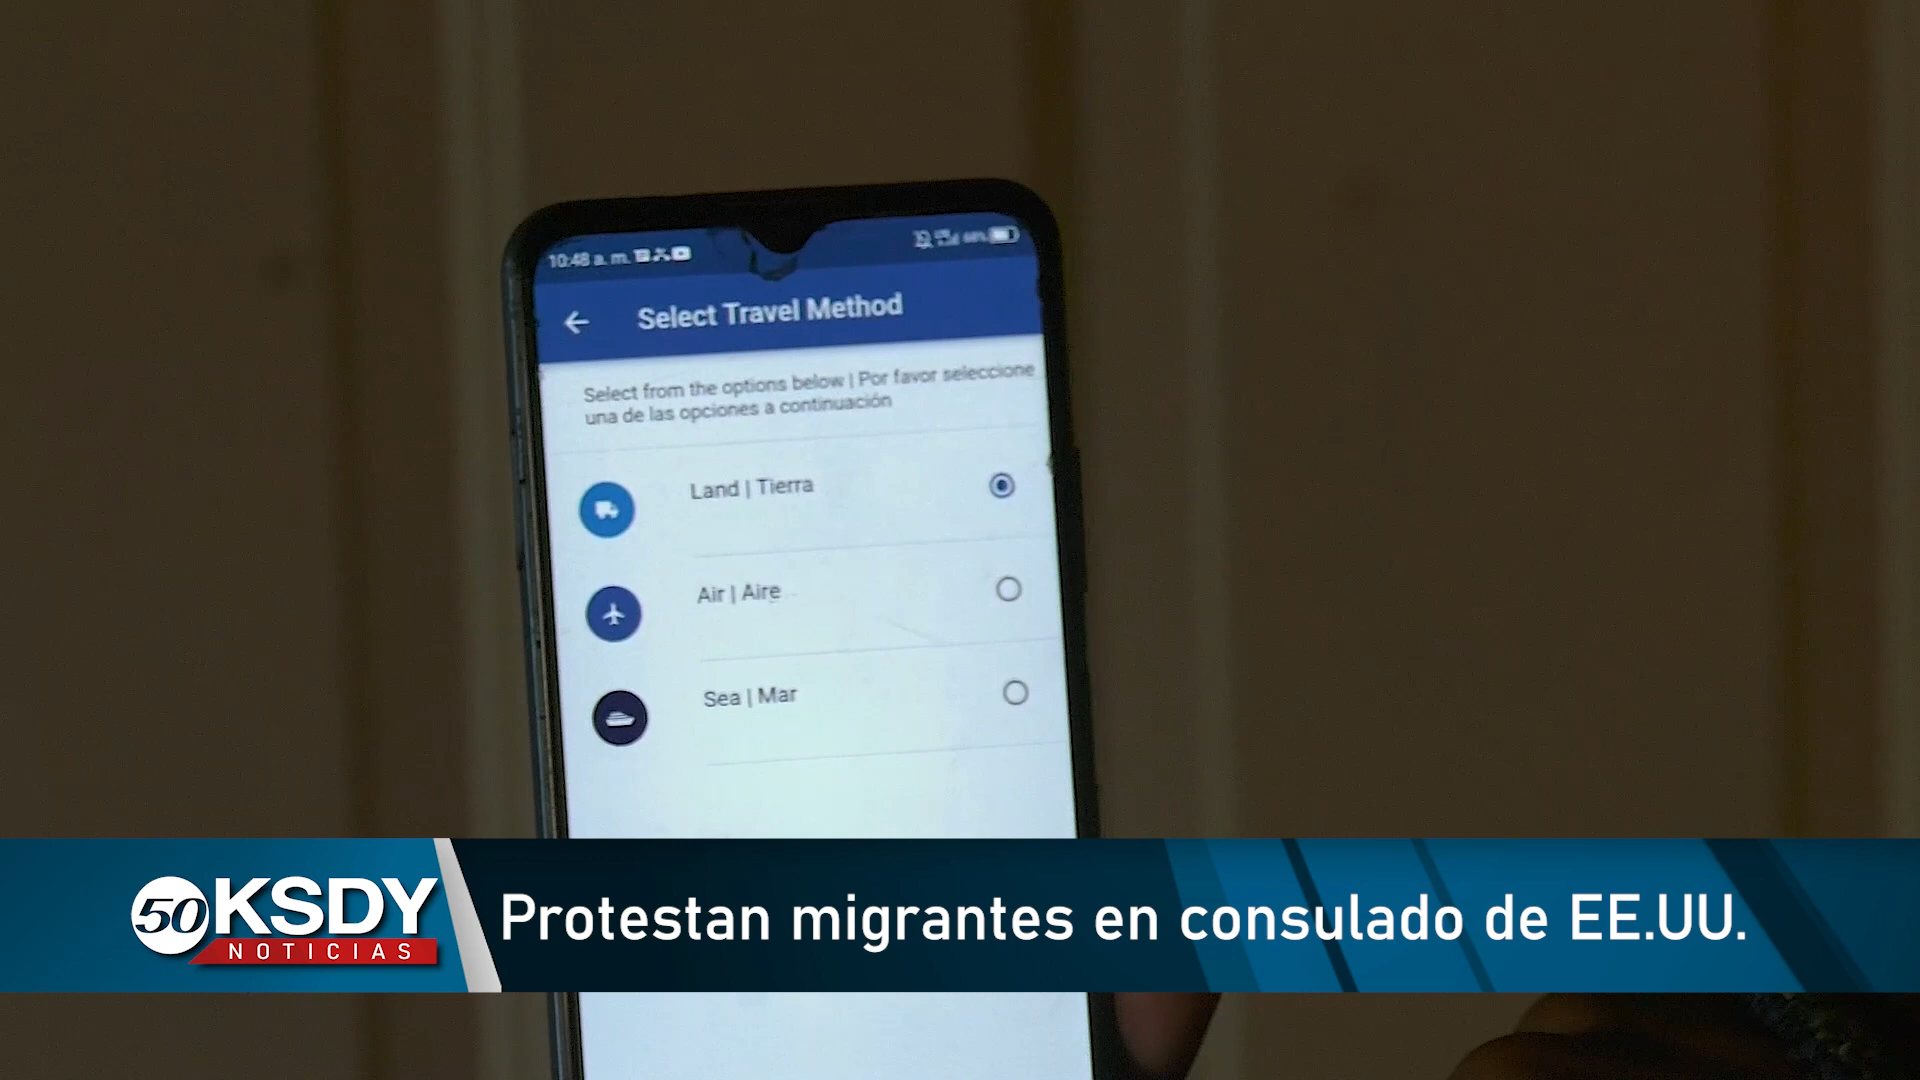 10:48 a. m.
68%
Select Travel Method
Select from the options below | Por favor seleccione
una de las opciones a continuación
Land | Tierra
Air | Aire
Sea | Mar
50 KSDY
NOTICIAS
Protestan migrantes en consulado de EE.UU.